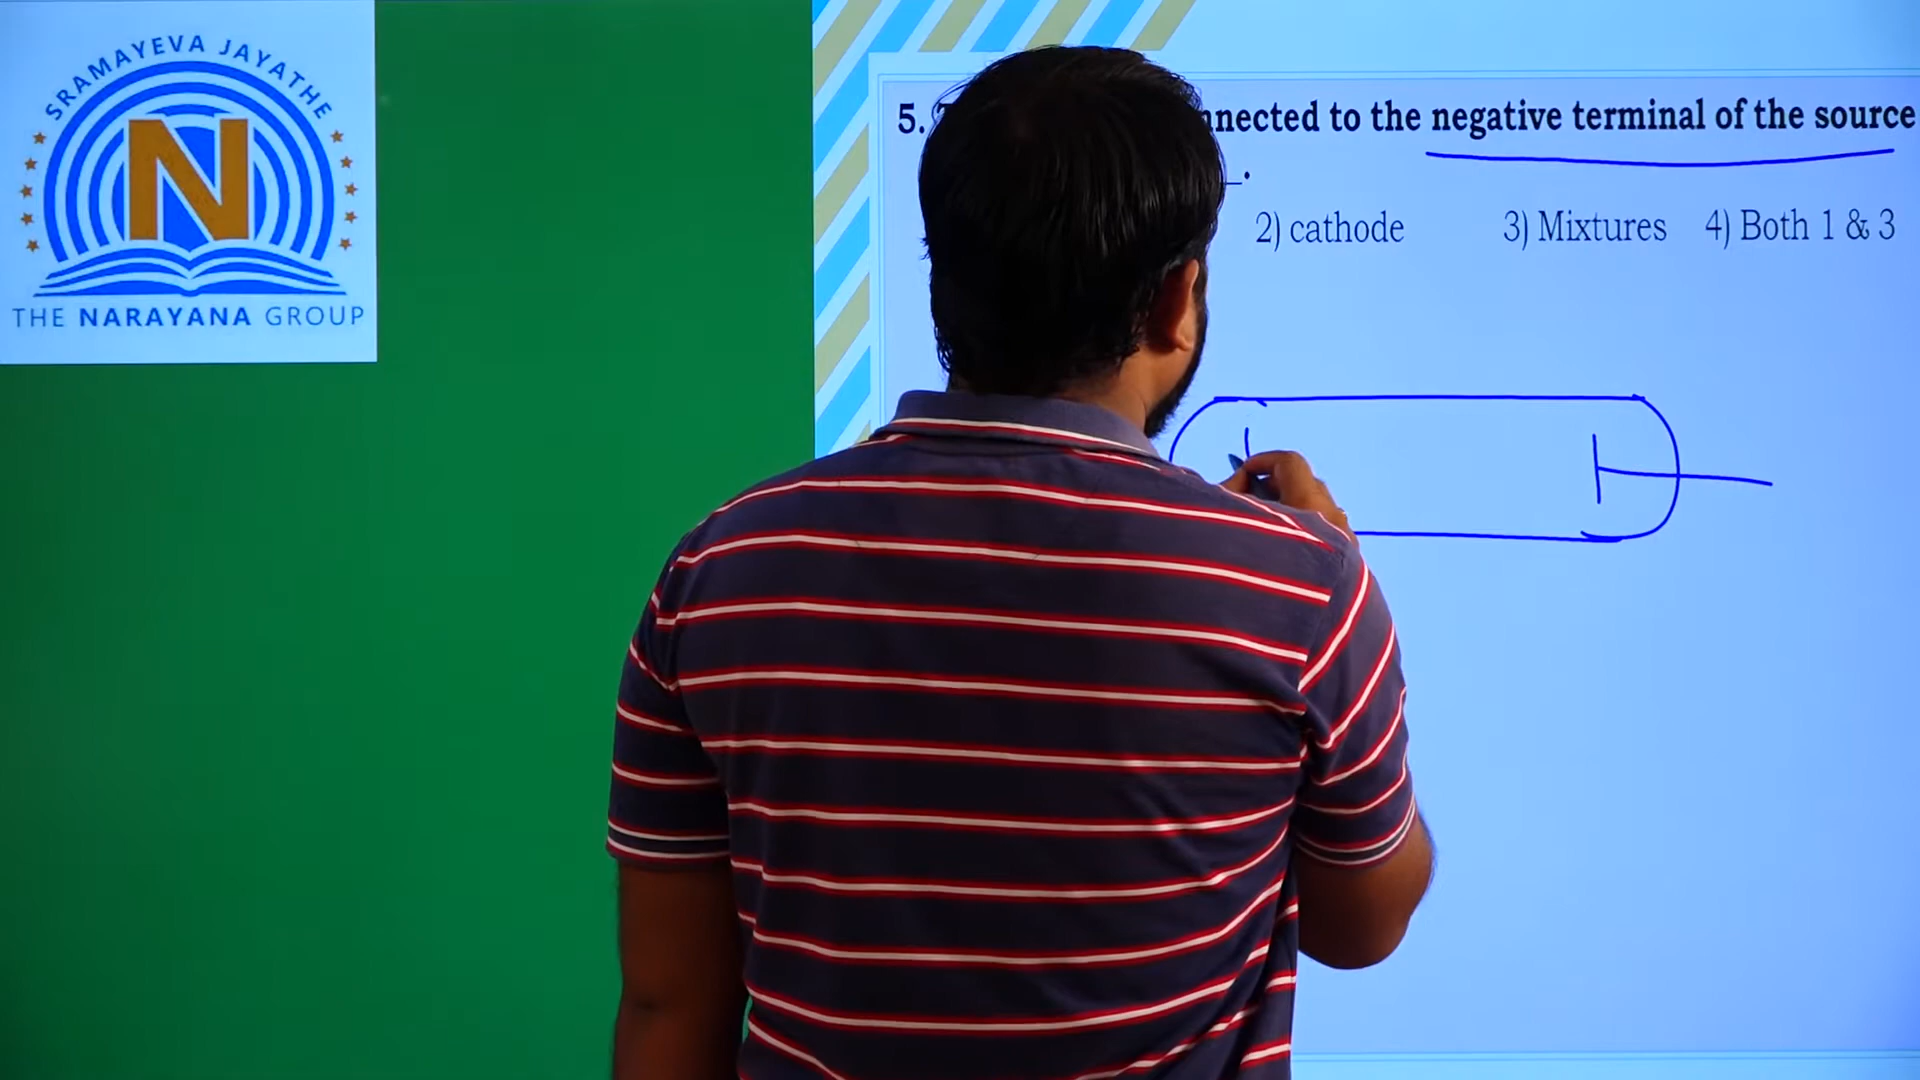 SRAMAYEVA JAYATHE
N
THE NARAYANA GROUP
5. connected to the negative terminal of the source
.
2) cathode 3) Mixtures 4) Both 1 & 3